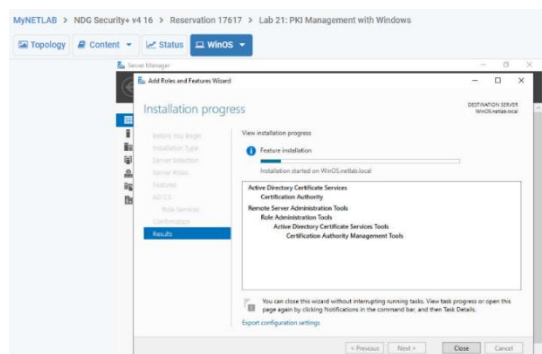 MyNETLAB > NDG Security+ v4 16 > Reservation 17617 > Lab 21: PKI Management with Windows
Topology Content Status WinOS
Server Manager
Add Roles and Features Wizard
Installation progress
DESTINATION SERVER
WinOS.netlab.local
Before You Begin
Installation Type
Server Selection
Server Roles
Features
AD CS
Role Services
Confirmation
Results
View installation progress
Feature installation
Installation started on WinOS.netlab.local
Active Directory Certificate Services
Certification Authority
Remote Server Administration Tools
Role Administration Tools
Active Directory Certificate Services Tools
Certification Authority Management Tools
You can close this wizard without interrupting running tasks. View task progress or open this
page again by clicking Notifications in the command bar, and then Task Details.
Export configuration settings
< Previous Next > Close Cancel